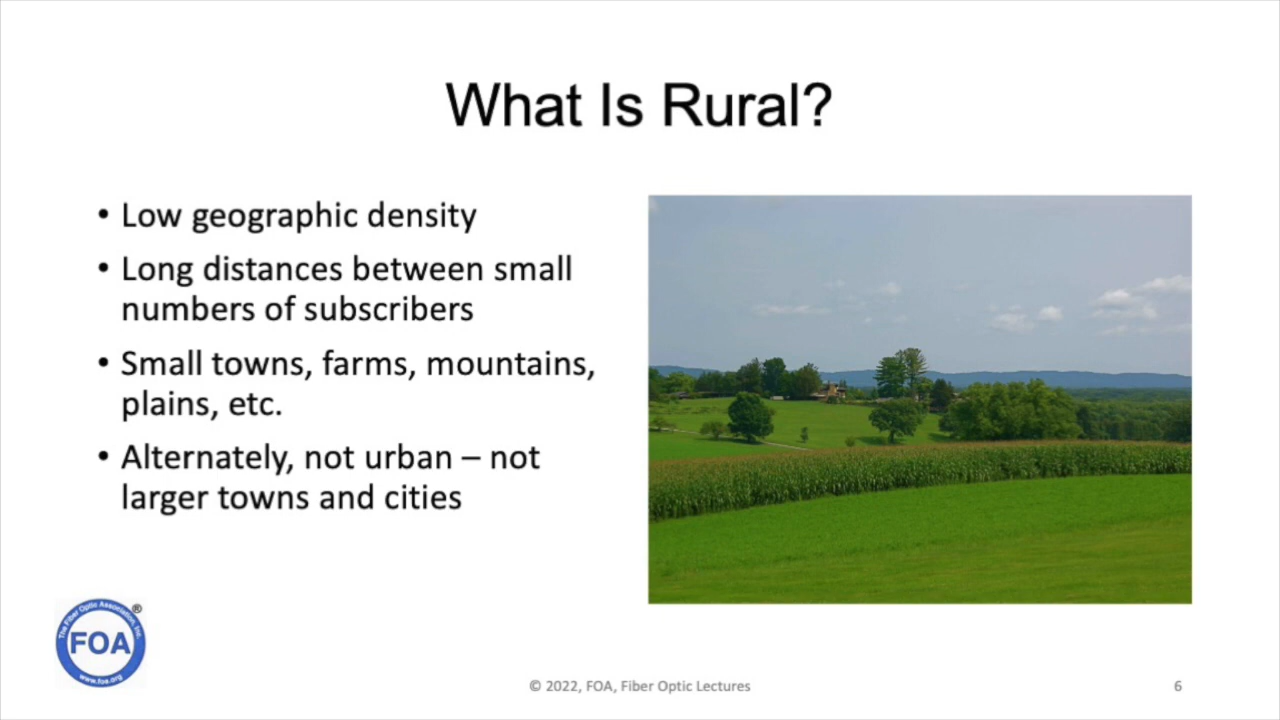 What Is Rural?
• Low geographic density
• Long distances between small
numbers of subscribers
• Small towns, farms, mountains,
plains, etc.
• Alternately, not urban – not
larger towns and cities
The Fiber Optic Association, Inc.
®
FOA
www.foa.org
© 2022, FOA, Fiber Optic Lectures
6